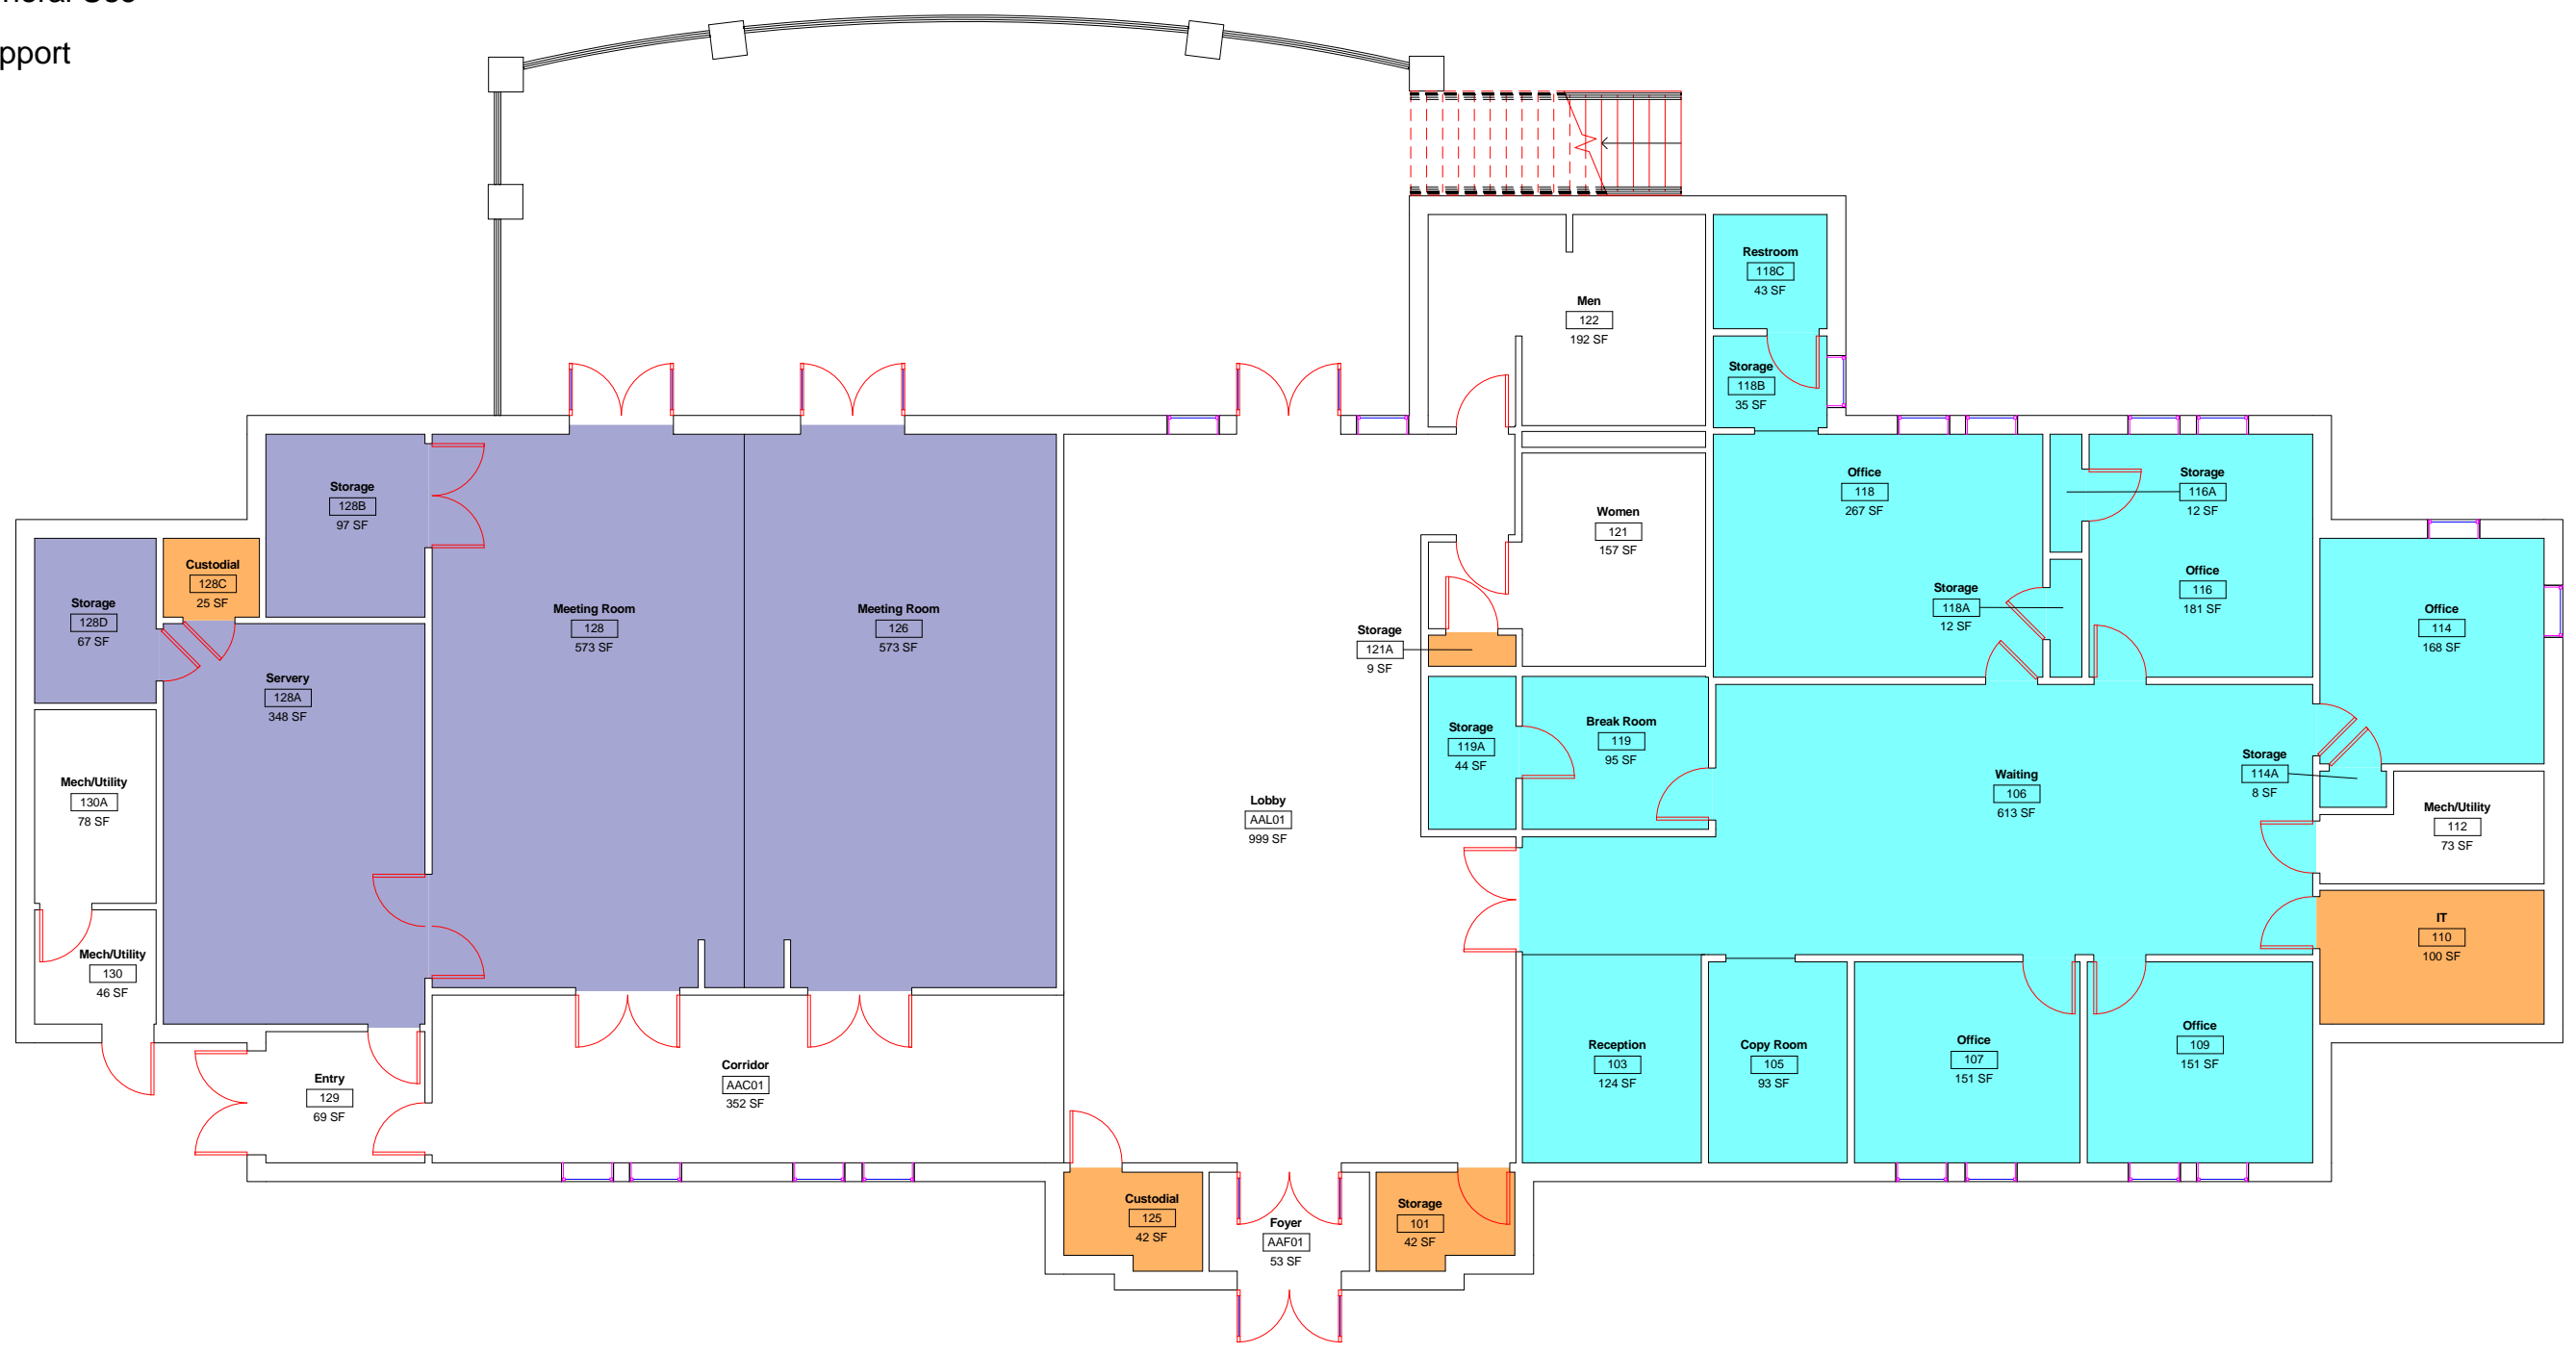 neral Use
pport
Restroom
118C
43 SF
Men
122
192 SF
Storage
118B
35 SF
Storage
128B
97 SF
Office
118
267 SF
Storage
116A
12 SF
Women
121
157 SF
Custodial
128C
25 SF
Storage
128D
67 SF
Meeting Room
128
573 SF
Meeting Room
126
573 SF
Storage
118A
12 SF
Office
116
181 SF
Office
114
168 SF
Storage
121A
9 SF
Servery
128A
348 SF
Storage
119A
44 SF
Break Room
119
95 SF
Mech/Utility
130A
78 SF
Lobby
AAL01
999 SF
Waiting
106
613 SF
Storage
114A
8 SF
Mech/Utility
112
73 SF
Mech/Utility
130
46 SF
IT
110
100 SF
Entry
129
69 SF
Corridor
AAC01
352 SF
Reception
103
124 SF
Copy Room
105
93 SF
Office
107
151 SF
Office
109
151 SF
Custodial
125
42 SF
Foyer
AAF01
53 SF
Storage
101
42 SF